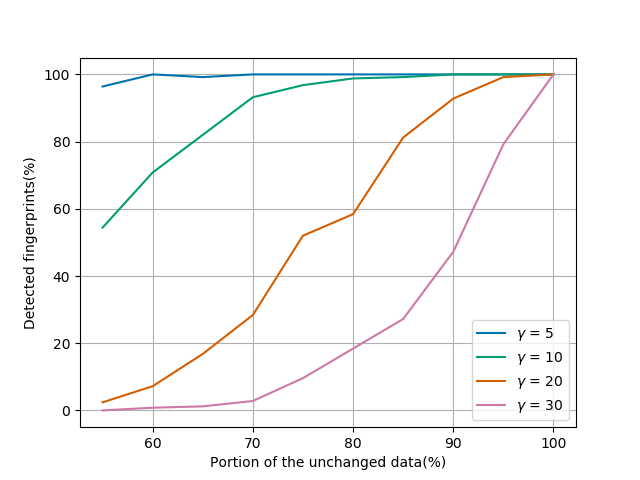 100
80
60
40
20
0
Detected fingerprints(%)
γ = 5
γ = 10
γ = 20
γ = 30
60
70
80
90
100
Portion of the unchanged data(%)